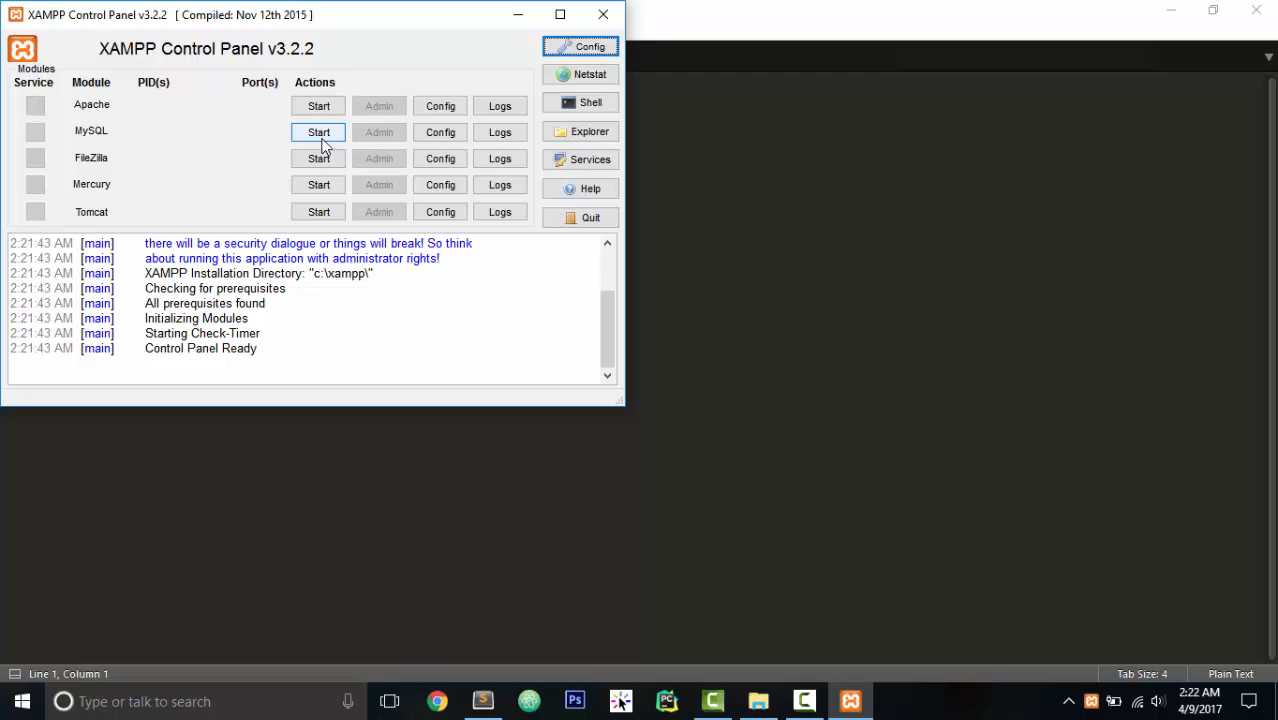 XAMPP Control Panel v3.2.2 [ Compiled: Nov 12th 2015 ]
XAMPP Control Panel v3.2.2
Config
Modules
Service Module PID(s) Port(s) Actions
Netstat
Apache Start Admin Config Logs
Shell
MySQL Start Admin Config Logs
Explorer
FileZilla Start Admin Config Logs
Services
Mercury Start Admin Config Logs
Help
Tomcat Start Admin Config Logs
Quit
2:21:43 AM [main] there will be a security dialogue or things will break! So think
2:21:43 AM [main] about running this application with administrator rights!
2:21:43 AM [main] XAMPP Installation Directory: "c:\xampp\"
2:21:43 AM [main] Checking for prerequisites
2:21:43 AM [main] All prerequisites found
2:21:43 AM [main] Initializing Modules
2:21:43 AM [main] Starting Check-Timer
2:21:43 AM [main] Control Panel Ready
Line 1, Column 1 Tab Size: 4 Plain Text
Type or talk to search
Ps
PC
2:22 AM
4/9/2017